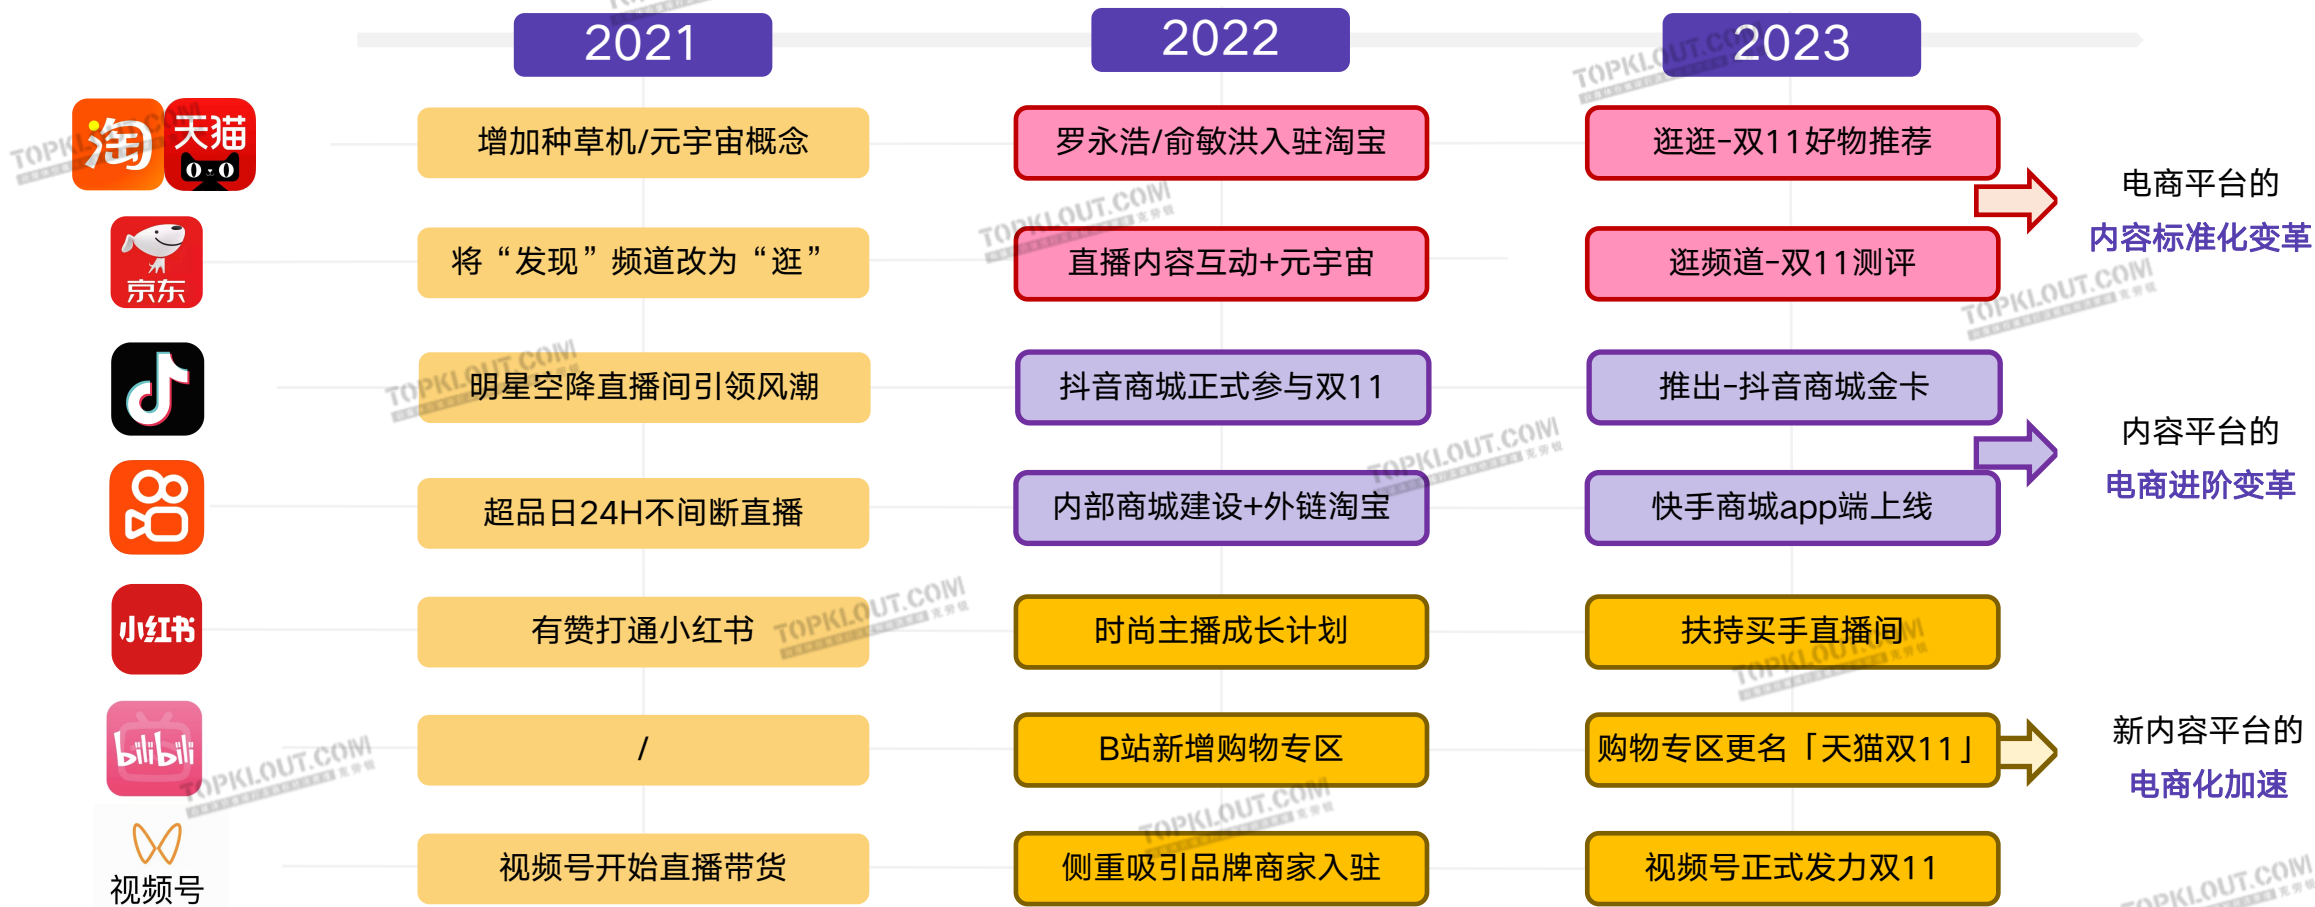 2021
2022
2023
淘
天猫
增加种草机/元宇宙概念
罗永浩/俞敏洪入驻淘宝
逛逛-双11好物推荐
电商平台的
内容标准化变革
京东
将“发现”频道改为“逛”
直播内容互动+元宇宙
逛频道-双11测评
明星空降直播间引领风潮
抖音商城正式参与双11
推出-抖音商城金卡
内容平台的
电商进阶变革
超品日24H不间断直播
内部商城建设+外链淘宝
快手商城app端上线
小红书
有赞打通小红书
时尚主播成长计划
扶持买手直播间
bilibili
/
B站新增购物专区
购物专区更名「天猫双11」
新内容平台的
电商化加速
视频号
视频号开始直播带货
侧重吸引品牌商家入驻
视频号正式发力双11
TOPKLOUT.COM
克劳锐